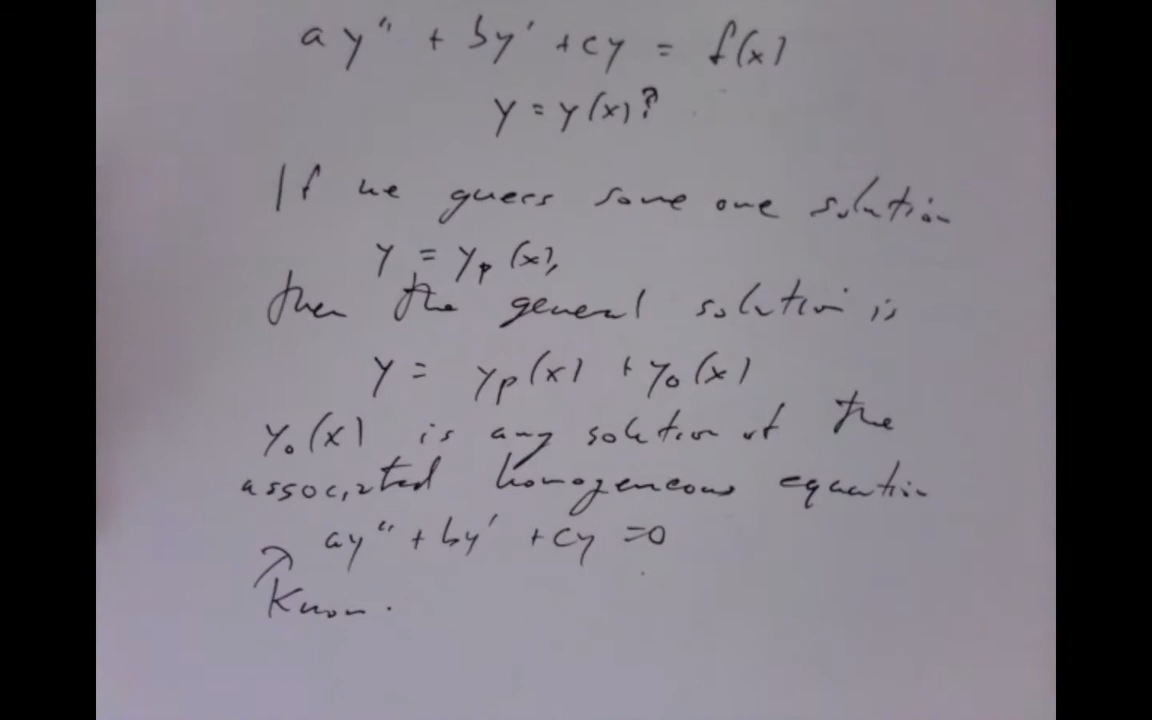 ay" + by' + cy = f(x)
y = y(x)?
If we guess some one solution
y = yp(x),
then the general solution is
y = yp(x) + y₀(x)
y₀(x) is any solution of the
associated homogeneous equation
ay" + by' + cy = 0
Know.